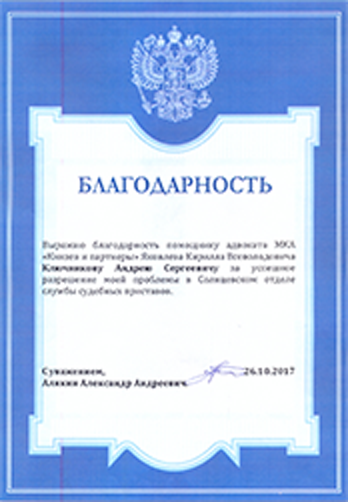 БЛАГОДАРНОСТЬ
Выражаю благодарность помощнику адвоката МКА
«Князев и партнеры» Яковлева Кирилла Всеволодовича
Ключникову Андрею Сергеевичу за успешное
разрешение моей проблемы в Солнцевском отделе
службы судебных приставов.
С уважением,
26.10.2017
Алякин Александр Андреевич.